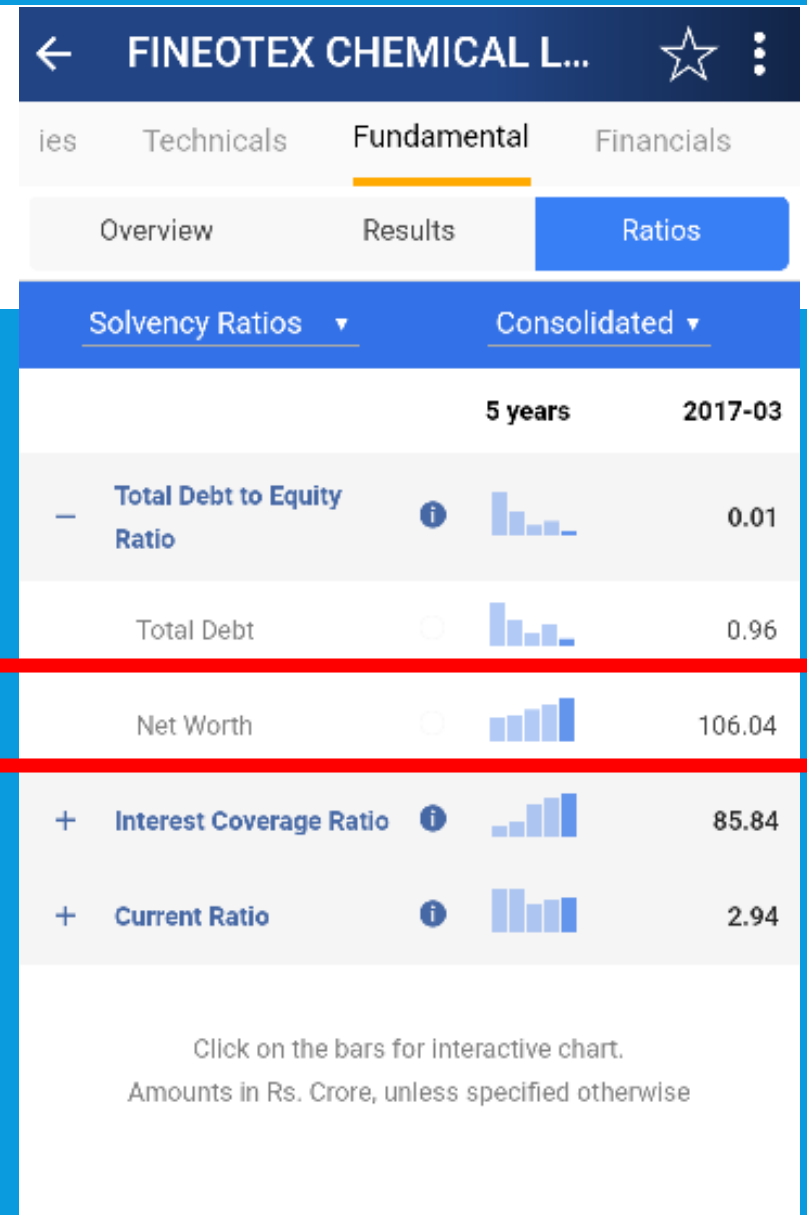 FINEOTEX CHEMICAL L...
ies Technicals Fundamental Financials
Overview Results Ratios
Solvency Ratios Consolidated
5 years 2017-03
Total Debt to Equity
Ratio 0.01
Total Debt 0.96
Net Worth 106.04
+ Interest Coverage Ratio i 85.84
+ Current Ratio i 2.94
Click on the bars for interactive chart.
Amounts in Rs. Crore, unless specified otherwise